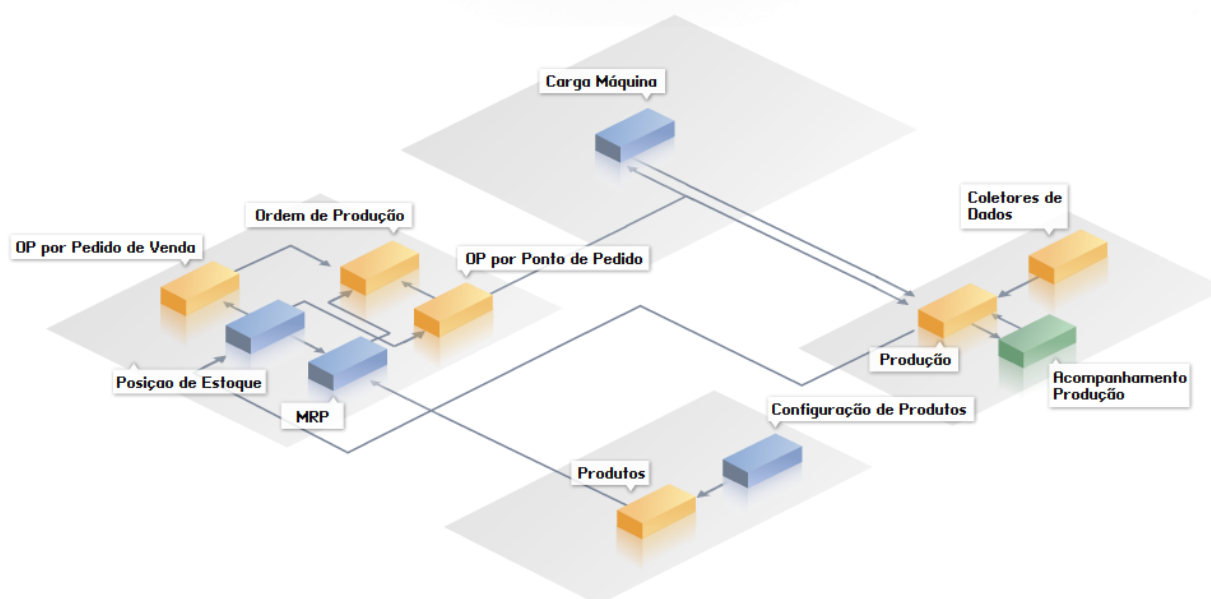 Carga Máquina
Coletores de
Dados
Ordem de Produção
OP por Pedido de Venda
OP por Ponto de Pedido
Produção
Posiçao de Estoque
Acompanhamento
Produção
MRP
Configuração de Produtos
Produtos